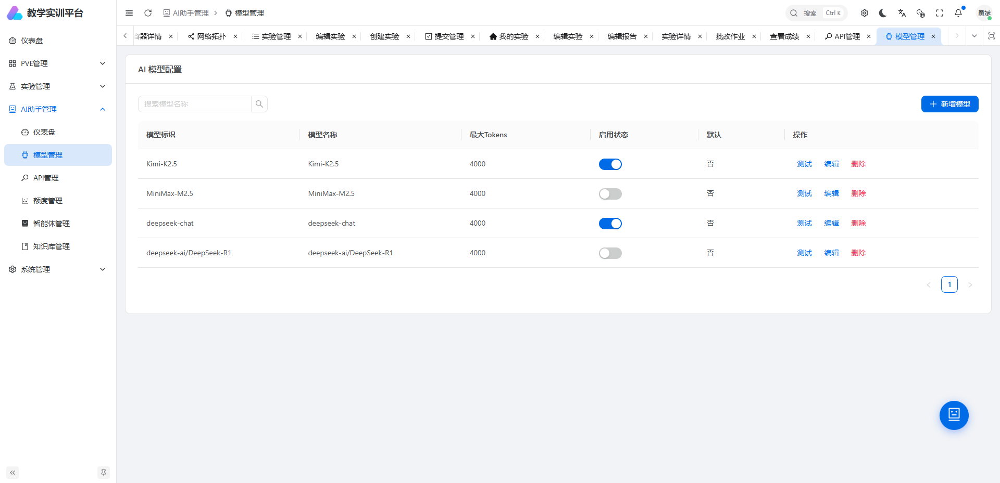 教学实训平台
AI助手管理 > 模型管理
搜索 Ctrl K
勇斌
容器详情 网络拓扑 实验管理 编辑实验 创建实验 提交管理 我的实验 编辑实验 编辑报告 实验详情 批改作业 查看成绩 API管理 模型管理
仪表盘
PVE管理
实验管理
AI助手管理
仪表盘
模型管理
API管理
额度管理
智能体管理
知识库管理
系统管理
AI 模型配置
搜索模型名称
新增模型
模型标识 模型名称 最大Tokens 启用状态 默认 操作
Kimi-K2.5 Kimi-K2.5 4000 否 测试 编辑 删除
MiniMax-M2.5 MiniMax-M2.5 4000 否 测试 编辑 删除
deepseek-chat deepseek-chat 4000 否 测试 编辑 删除
deepseek-ai/DeepSeek-R1 deepseek-ai/DeepSeek-R1 4000 否 测试 编辑 删除
1